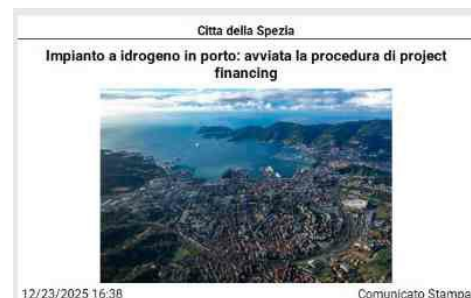 Citta della Spezia
Impianto a idrogeno in porto: avviata la procedura di project
financing
12/23/2025 16:38
Comunicato Stampa